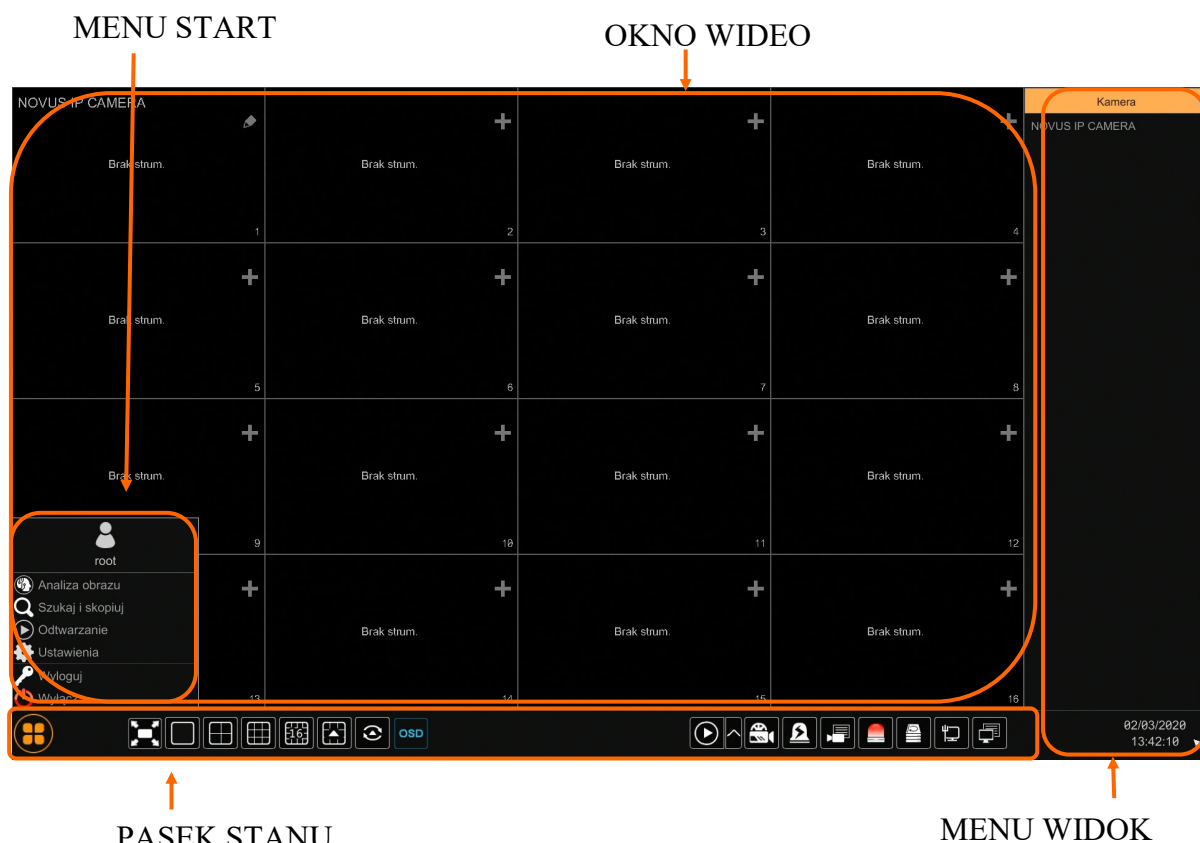 MENU START
OKNO WIDEO
NOVUS IP CAMERA
Kamera
NOVUS IP CAMERA
Brak strum.
Brak strum.
Brak strum.
Brak strum.
1
2
3
4
Brak strum.
Brak strum.
Brak strum.
Brak strum.
5
6
7
8
Brak strum.
Brak strum.
Brak strum.
Brak strum.
9
10
11
12
root
Analiza obrazu
Szukaj i skopiuj
Odtwarzanie
Ustawienia
Wyloguj
Brak strum.
Brak strum.
Brak strum.
13
14
15
16
16
OSD
02/03/2020
13:42:10
PASEK STANU
MENU WIDOK